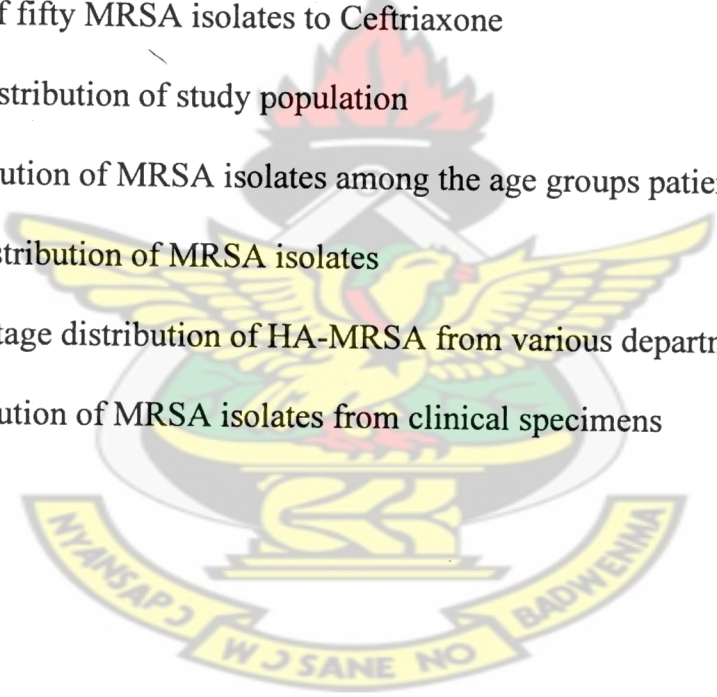 f fifty MRSA isolates to Ceftriaxone
stribution of study population
ution of MRSA isolates among the age groups patie
stribution of MRSA isolates
tage distribution of HA-MRSA from various departm
ution of MRSA isolates from clinical specimens
NYANSAPƆ
WƆSANE NO
BADWENMA